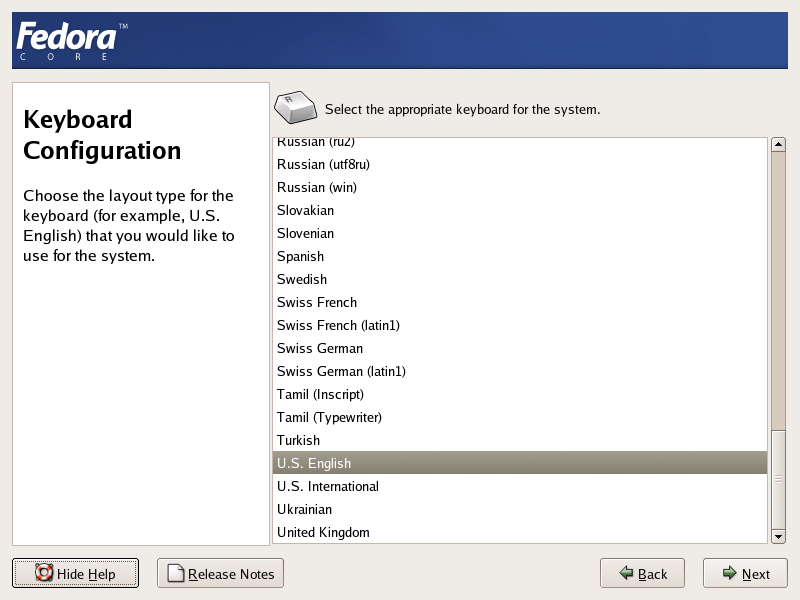 Fedora™
CORE
Keyboard
Configuration
Choose the layout type for the
keyboard (for example, U.S.
English) that you would like to
use for the system.
R
Select the appropriate keyboard for the system.
Russian (ru2)
Russian (utf8ru)
Russian (win)
Slovakian
Slovenian
Spanish
Swedish
Swiss French
Swiss French (latin1)
Swiss German
Swiss German (latin1)
Tamil (Inscript)
Tamil (Typewriter)
Turkish
U.S. English
U.S. International
Ukrainian
United Kingdom
Hide Help
Release Notes
Back
Next